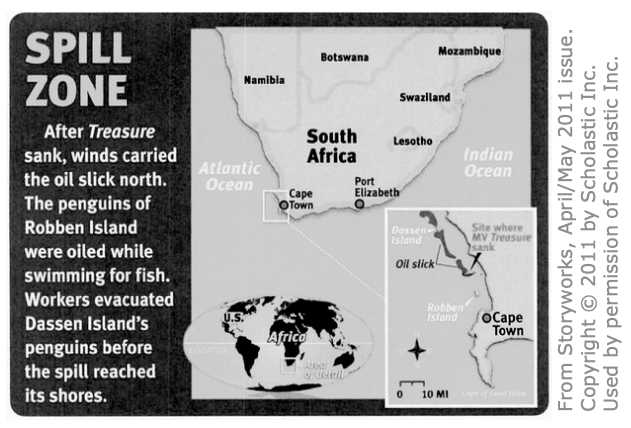 SPILL
ZONE
After Treasure
sank, winds carried
the oil slick north.
The penguins of
Robben Island
were oiled while
swimming for fish.
Workers evacuated
Dassen Island's
penguins before
the spill reached
its shores.
Mozambique
Botswana
Namibia
Swaziland
South
Africa
Lesotho
Atlantic
Ocean
Indian
Ocean
Cape
Town
Port
Elizabeth
Dassen
Island
Site where
MV Treasure
sank
Oil slick
Robben
Island
Cape
Town
0 10 MI
Cape of Good Hope
U.S.
Africa
EQUATOR
Area
of detail
From Storyworks, April/May 2011 issue.
Copyright © 2011 by Scholastic Inc.
Used by permission of Scholastic Inc.